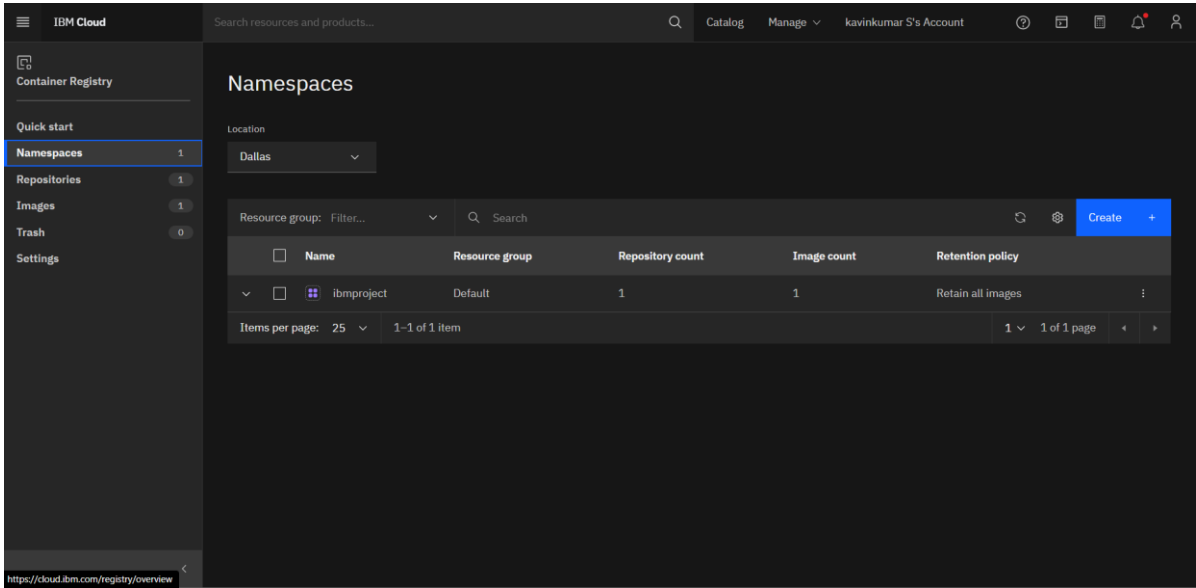 IBM Cloud
Search resources and products...
Catalog
Manage
kavinkumar S's Account
Container Registry
Quick start
Namespaces 1
Repositories 1
Images 1
Trash 0
Settings
Namespaces
Location
Dallas
Resource group: Filter...
Search
Create +
Name Resource group Repository count Image count Retention policy
ibmproject Default 1 1 Retain all images
Items per page: 25 1–1 of 1 item 1 1 of 1 page
https://cloud.ibm.com/registry/overview